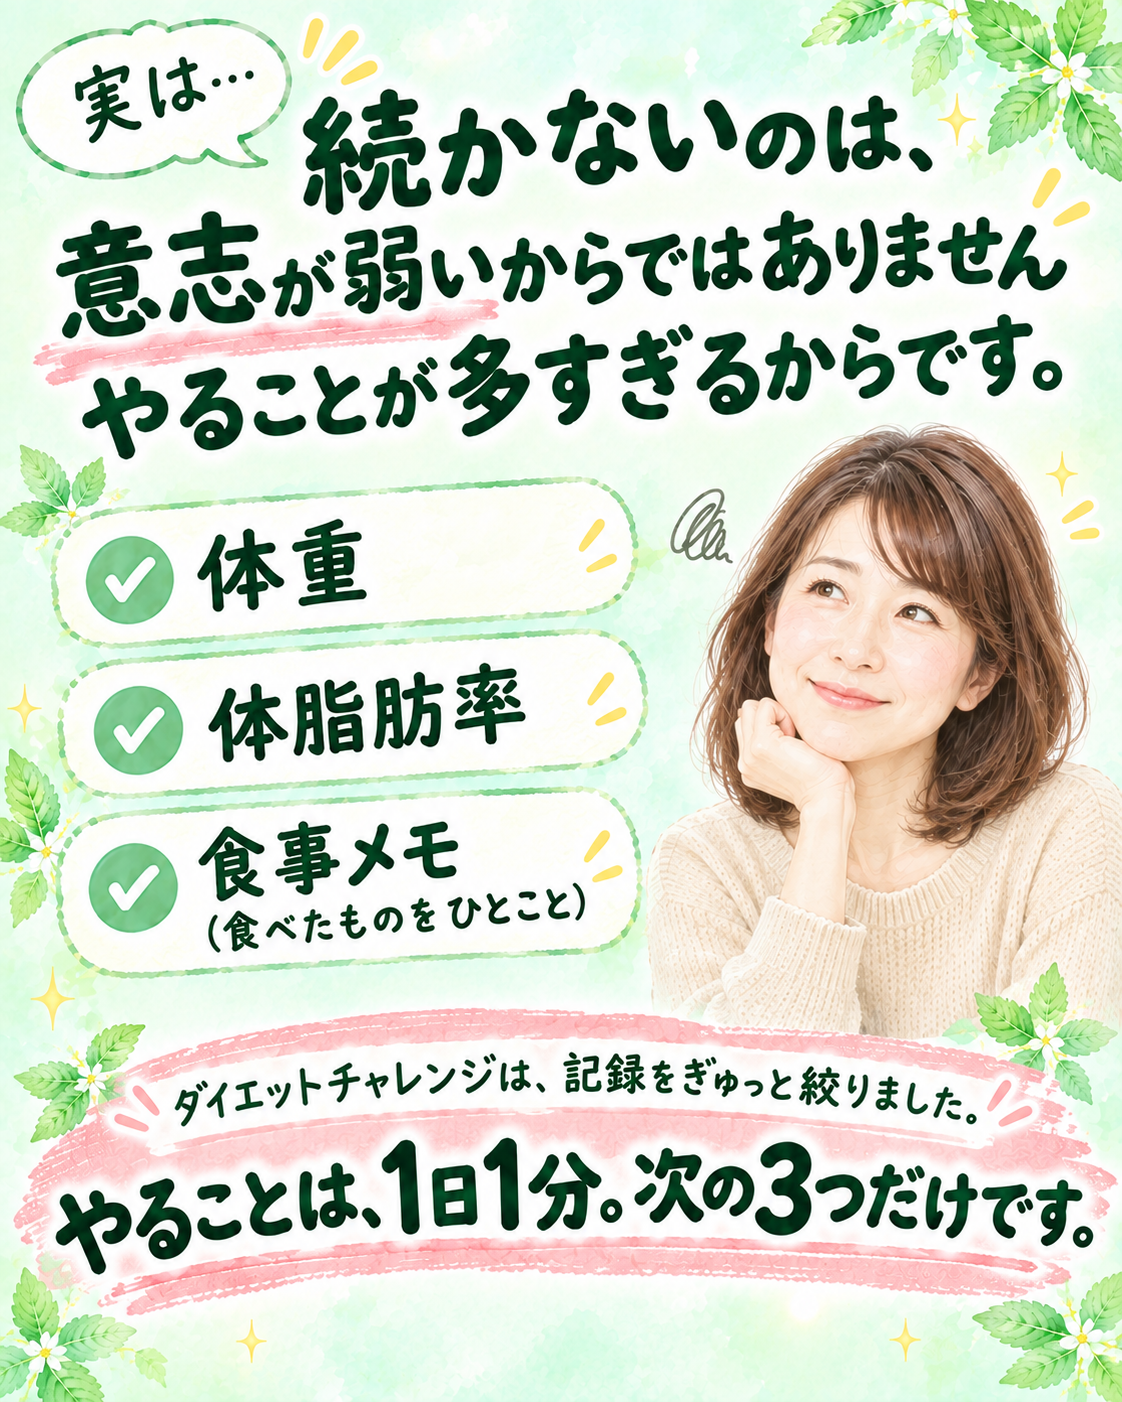 実は…
続かないのは、
意志が弱いからではありません
やることが多すぎるからです。
体重
体脂肪率
食事メモ
(食べたものをひとこと)
ダイエットチャレンジは、記録をぎゅっと絞りました。
やることは、1日1分。次の3つだけです。